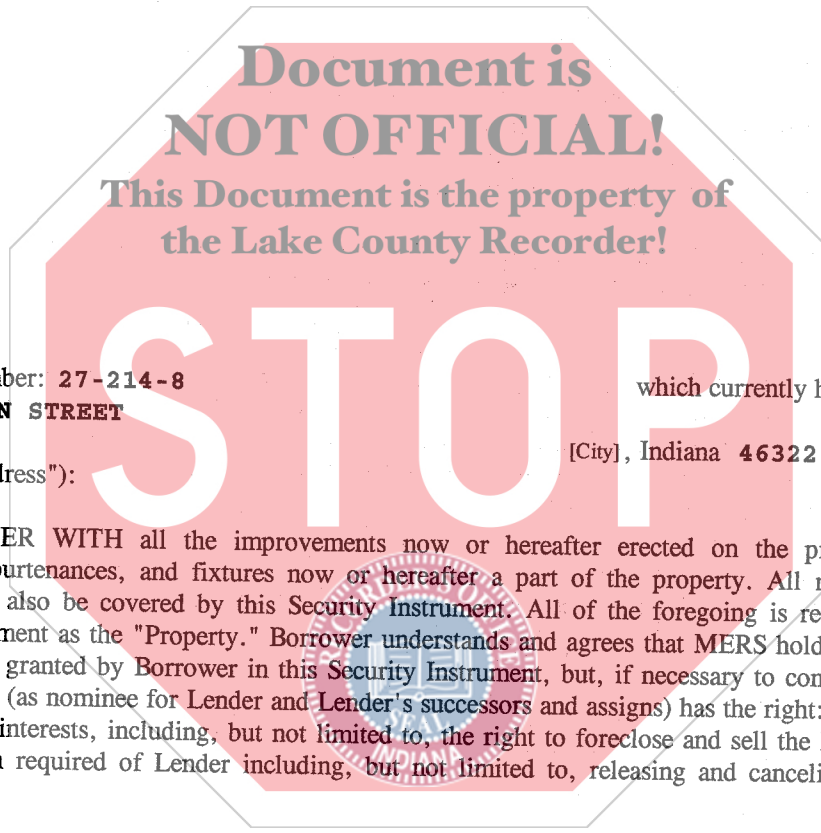 Document is
NOT OFFICIAL!
This Document is the property of
the Lake County Recorder!
STOP
ber: 27-214-8
which currently h
N STREET
[City], Indiana 46322
dress"):
ER WITH all the improvements now or hereafter erected on the pr
ourtenances, and fixtures now or hereafter a part of the property. All r
also be covered by this Security Instrument. All of the foregoing is re
ment as the "Property." Borrower understands and agrees that MERS hold
granted by Borrower in this Security Instrument, but, if necessary to com
(as nominee for Lender and Lender's successors and assigns) has the right:
interests, including, but not limited to, the right to foreclose and sell the
required of Lender including, but not limited to, releasing and canceli
SEAL
INDIANA